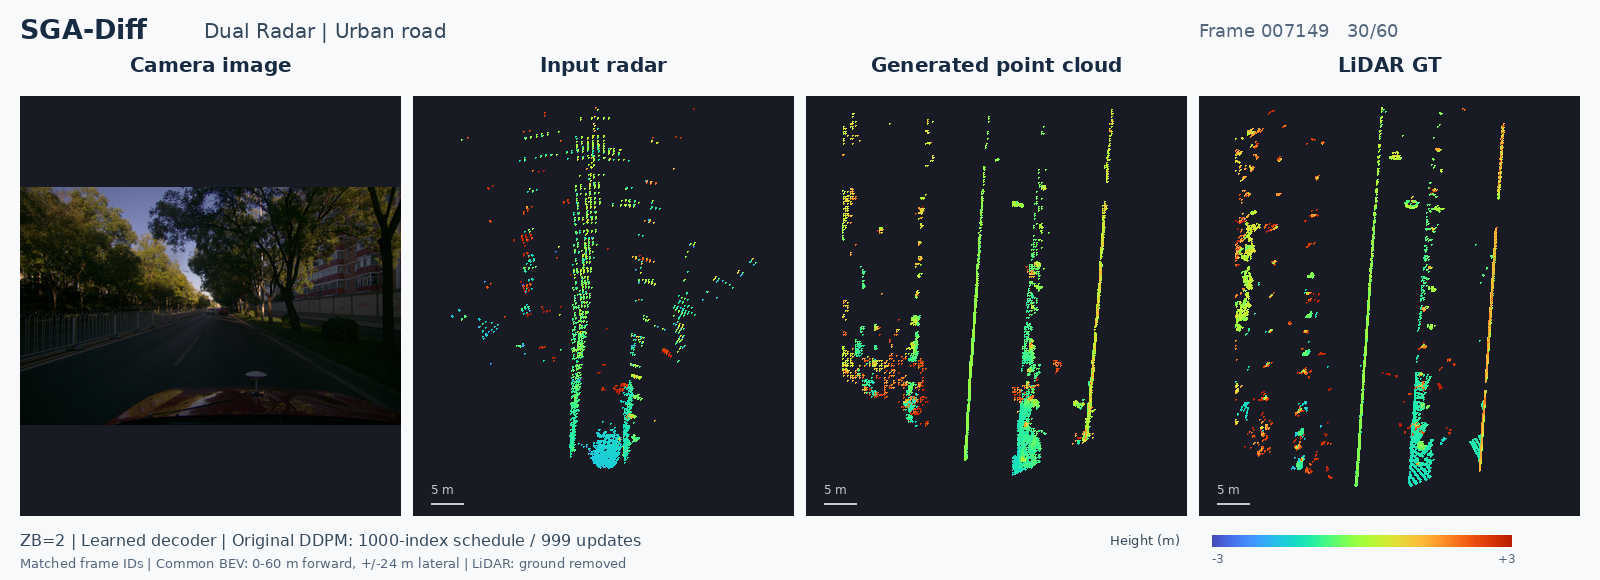 SGA-Diff Dual Radar | Urban road Frame 007149 30/60
Camera image Input radar Generated point cloud LiDAR GT
5 m 5 m 5 m
ZB=2 | Learned decoder | Original DDPM: 1000-index schedule / 999 updates Height (m)
Matched frame IDs | Common BEV: 0-60 m forward, +/-24 m lateral | LiDAR: ground removed -3 +3